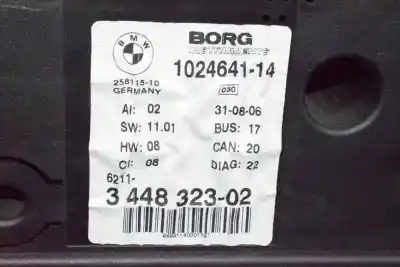 BMW
BORG
INSTRUMENTS
1024641-14
258115-10
GERMANY
030
AI: 02
31-08-06
SW: 11.01
BUS: 17
HW: 08
CAN: 20
CI: 08
DIAG: 22
6211-
3 448 323-02